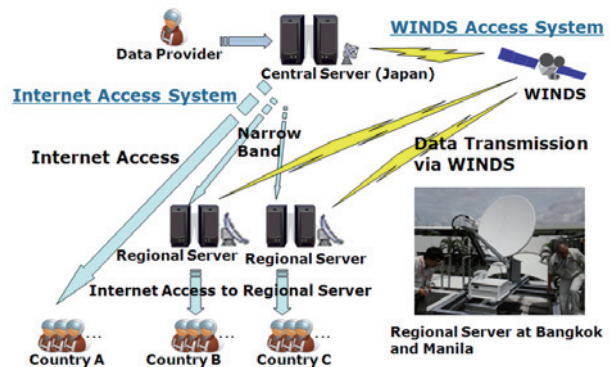 WINDS Access System
Data Provider
Central Server (Japan)
WINDS
Internet Access System
Narrow
Band
Internet Access
Data Transmission
via WINDS
Regional Server
Regional Server
Internet Access to Regional Server
Regional Server at Bangkok
and Manila
...
...
...
Country A
Country B
Country C